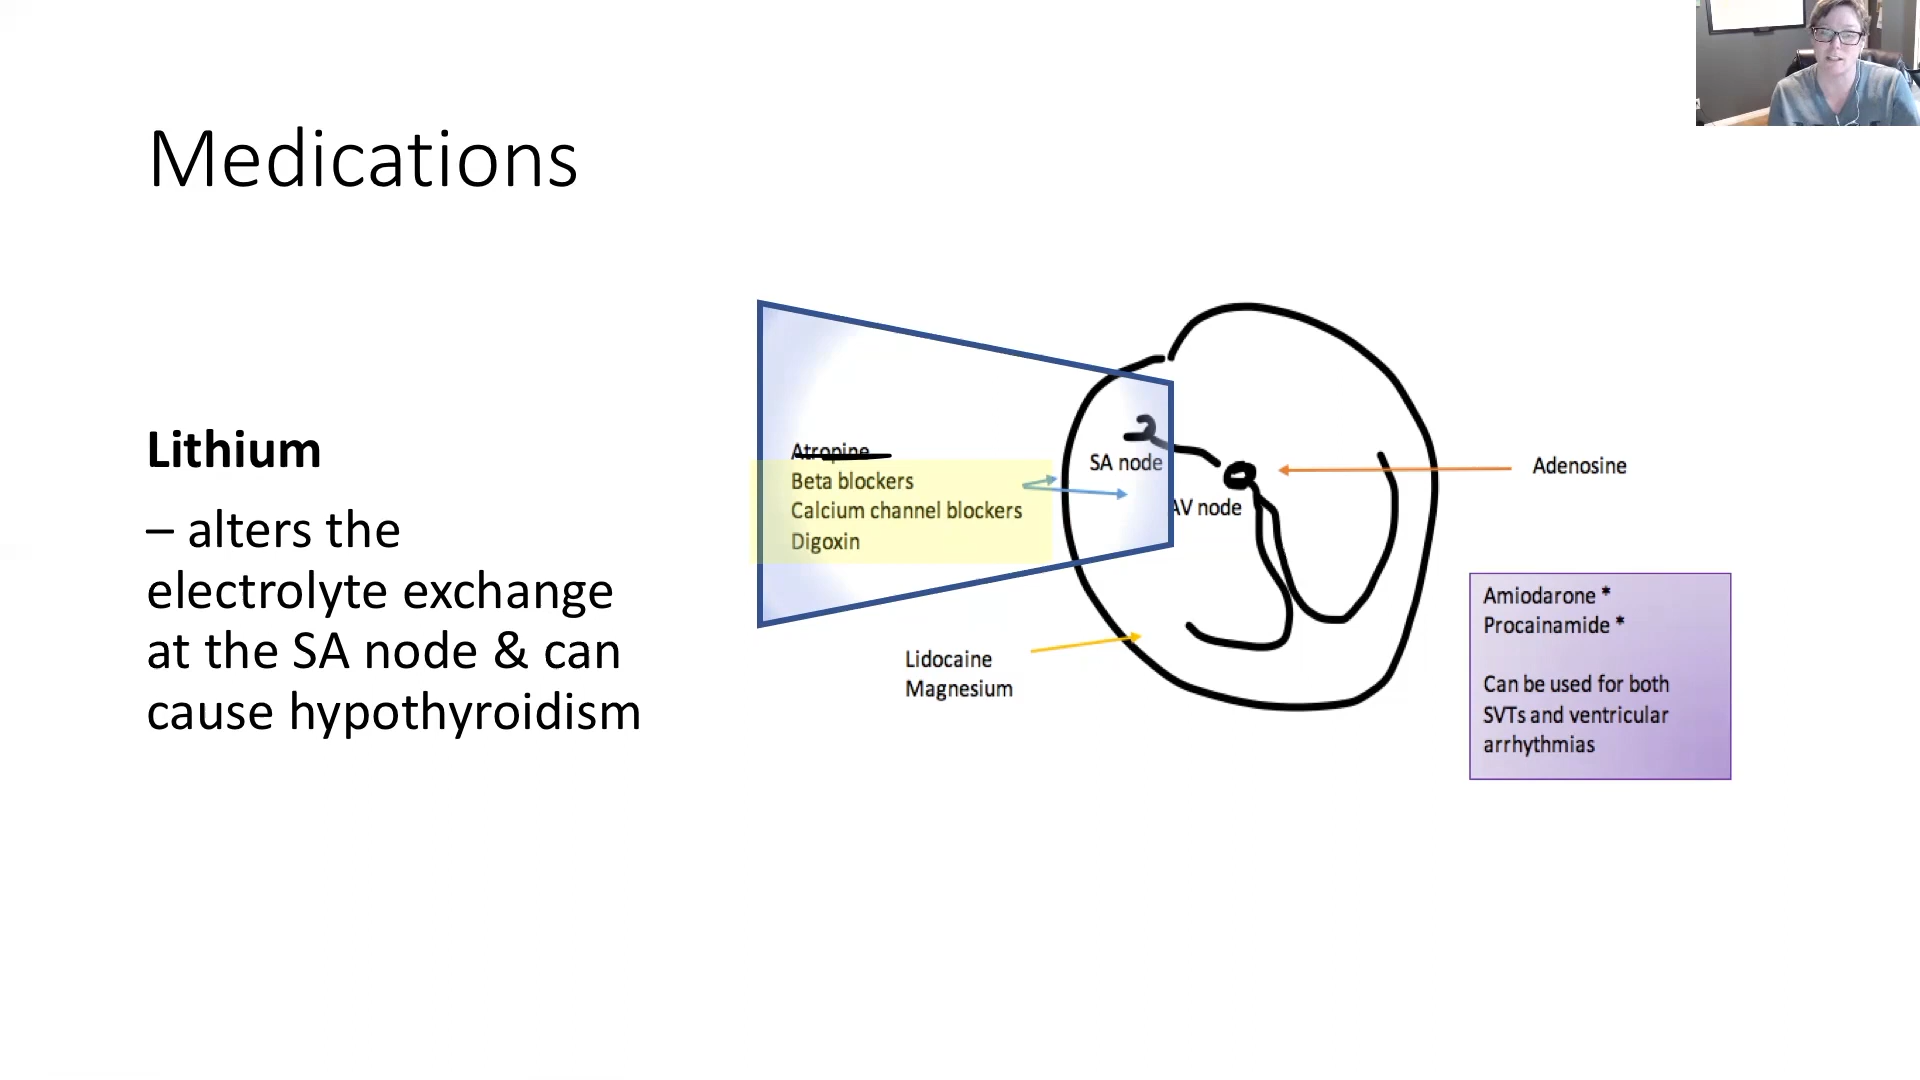 Medications
Lithium
– alters the
electrolyte exchange
at the SA node & can
cause hypothyroidism
Atropine
Beta blockers
Calcium channel blockers
Digoxin
SA node
AV node
Adenosine
Lidocaine
Magnesium
Amiodarone *
Procainamide *
Can be used for both
SVTs and ventricular
arrhythmias